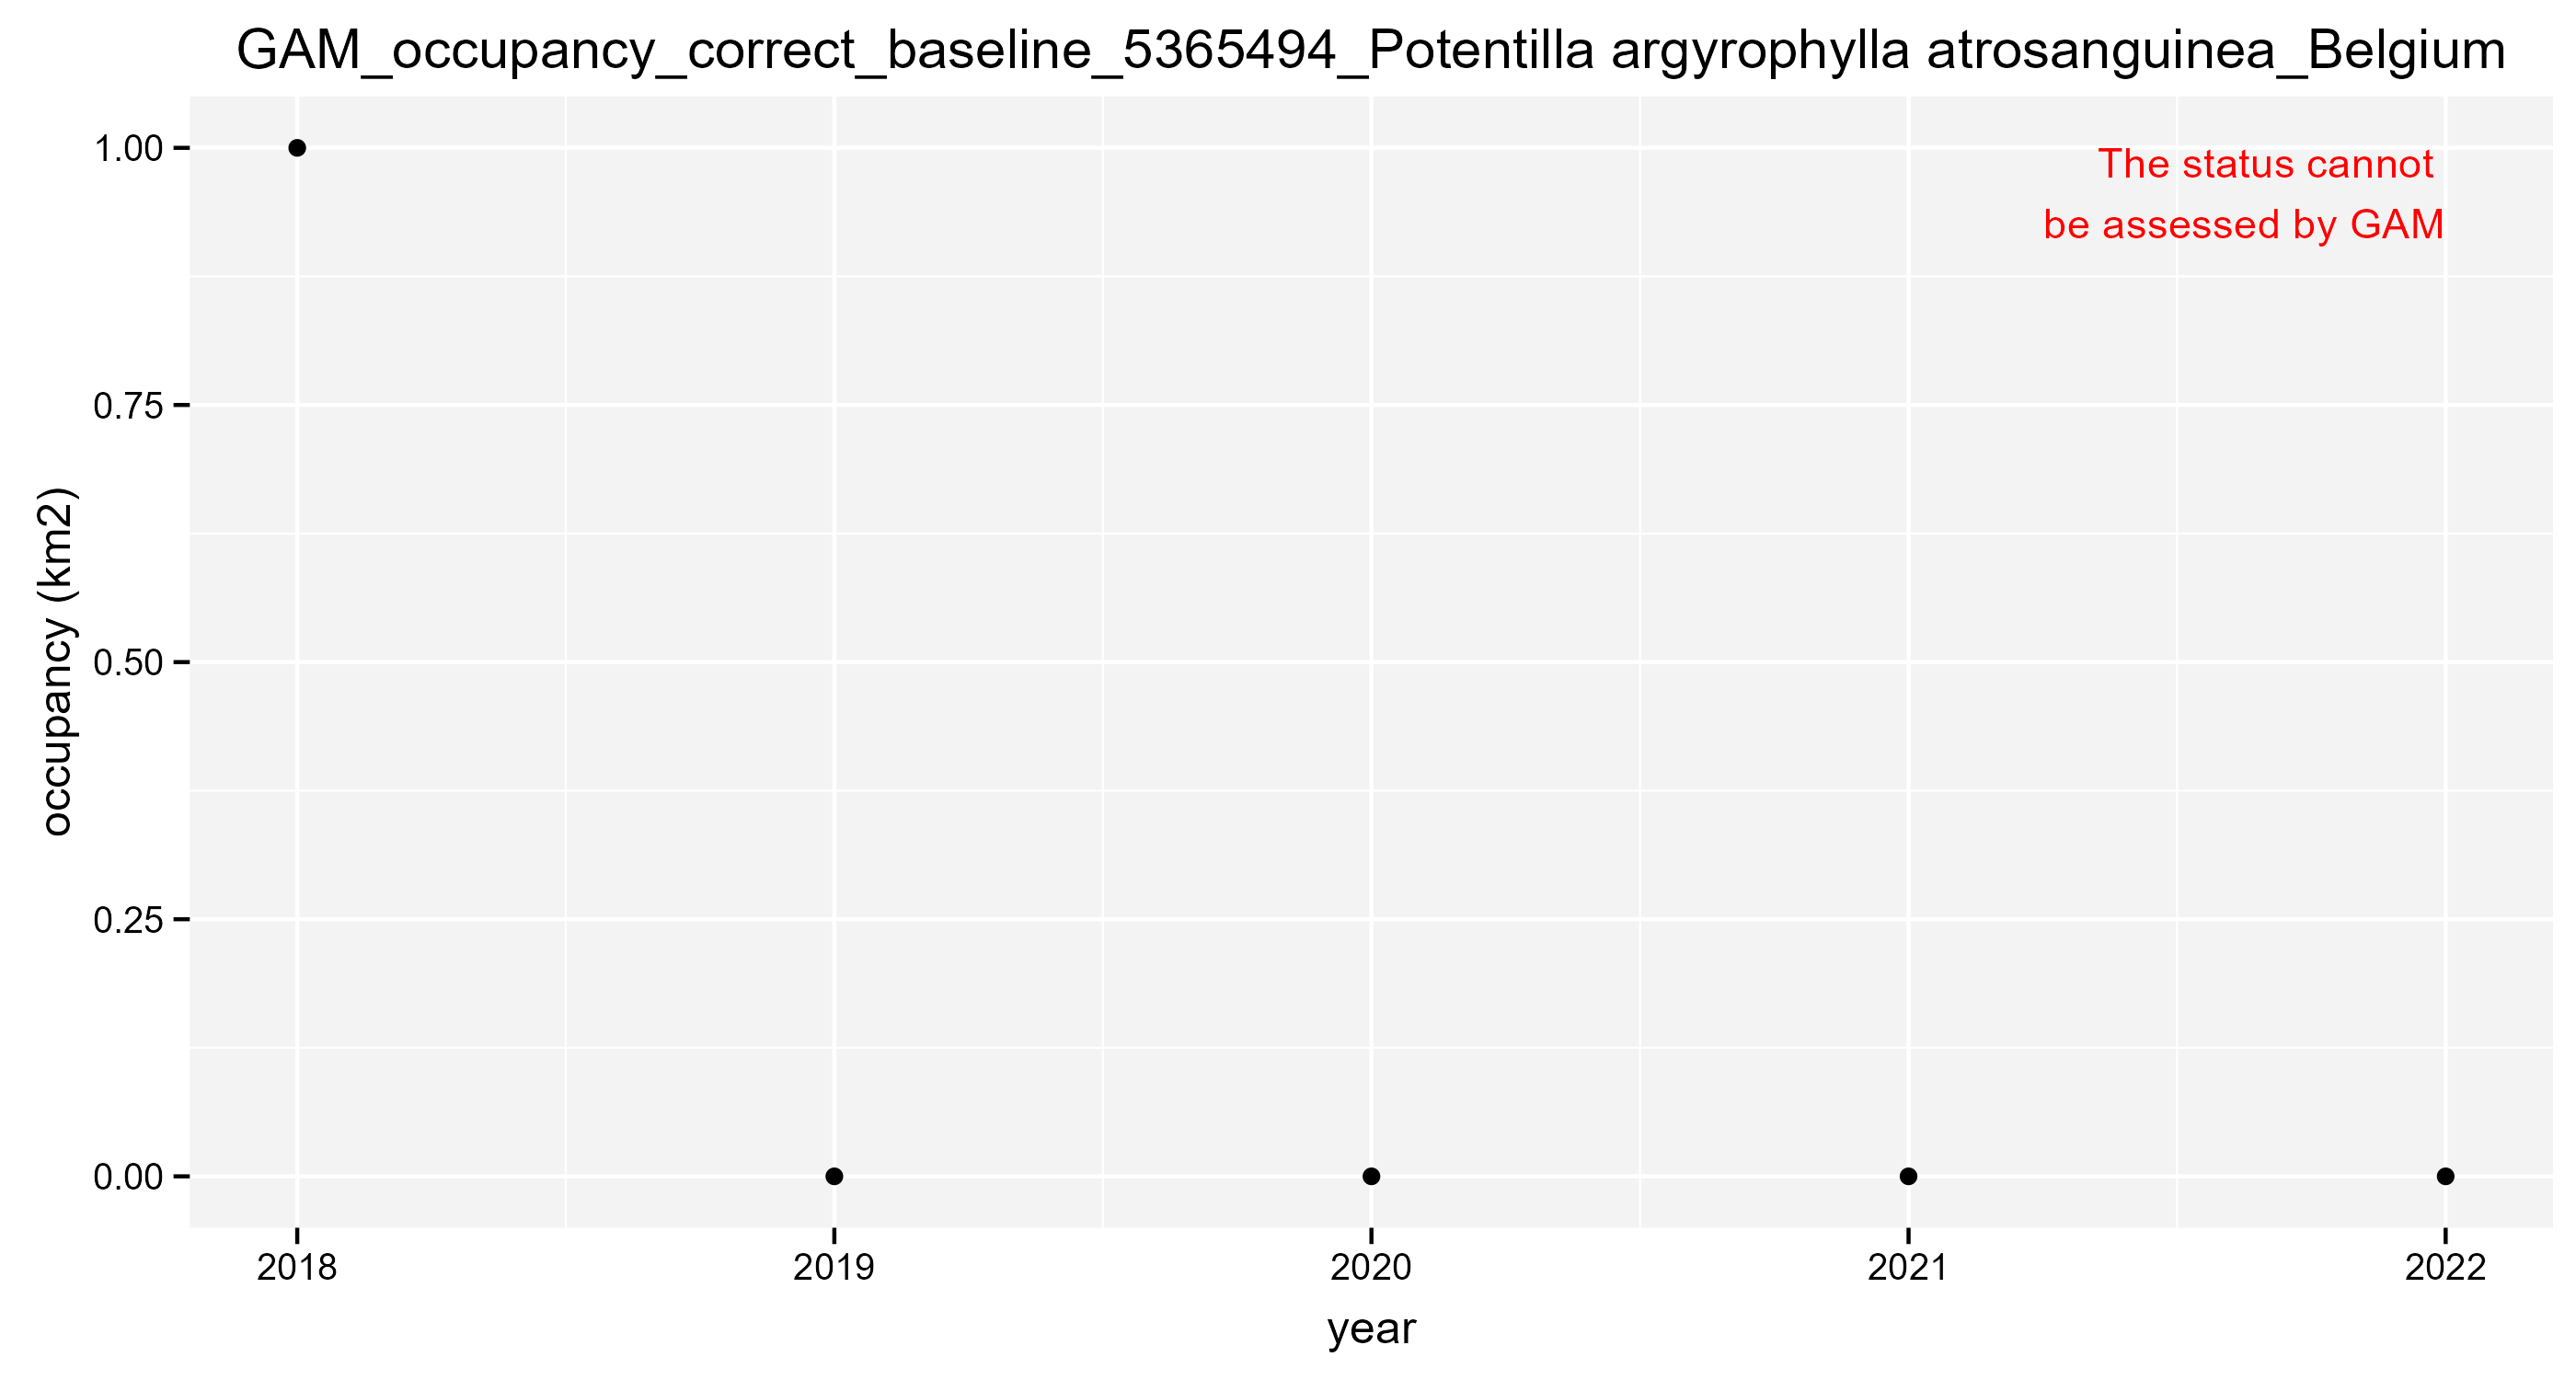 GAM_occupancy_correct_baseline_5365494_Potentilla argyrophylla atrosanguinea_Belgium
The status cannot
be assessed by GAM
occupancy (km2)
1.00
0.75
0.50
0.25
0.00
2018 2019 2020 2021 2022
year